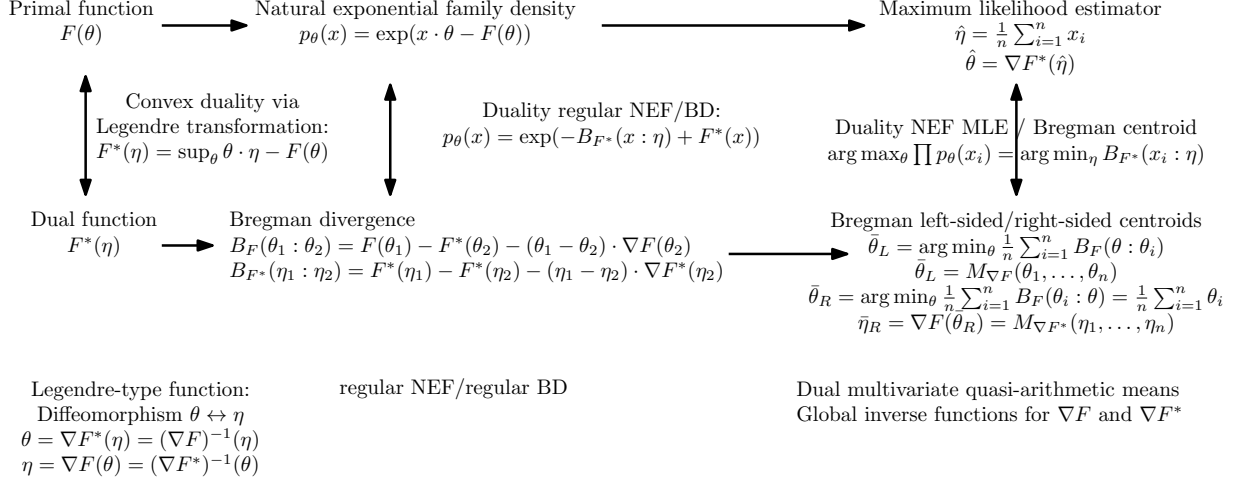 Primal function
F(θ)
Natural exponential family density
p_θ(x) = exp(x · θ − F(θ))
Maximum likelihood estimator
η̂ = 1/n ∑_{i=1}^n x_i
θ̂ = ∇F*(η̂)
Convex duality via
Legendre transformation:
F*(η) = sup_θ θ · η − F(θ)
Duality regular NEF/BD:
p_θ(x) = exp(−B_{F*}(x : η) + F*(x))
Duality NEF MLE / Bregman centroid
arg max_θ ∏ p_θ(x_i) = arg min_η B_{F*}(x_i : η)
Dual function
F*(η)
Bregman divergence
B_F(θ_1 : θ_2) = F(θ_1) − F*(θ_2) − (θ_1 − θ_2) · ∇F(θ_2)
B_{F*}(η_1 : η_2) = F*(η_1) − F*(η_2) − (η_1 − η_2) · ∇F*(η_2)
Bregman left-sided/right-sided centroids
θ̄_L = arg min_θ 1/n ∑_{i=1}^n B_F(θ : θ_i)
θ̄_L = M_{∇F}(θ_1, . . . , θ_n)
θ̄_R = arg min_θ 1/n ∑_{i=1}^n B_F(θ_i : θ) = 1/n ∑_{i=1}^n θ_i
η̄_R = ∇F(θ̄_R) = M_{∇F*}(η_1, . . . , η_n)
Legendre-type function:
Diffeomorphism θ ↔ η
θ = ∇F*(η) = (∇F)^{−1}(η)
η = ∇F(θ) = (∇F*)^{−1}(θ)
regular NEF/regular BD
Dual multivariate quasi-arithmetic means
Global inverse functions for ∇F and ∇F*